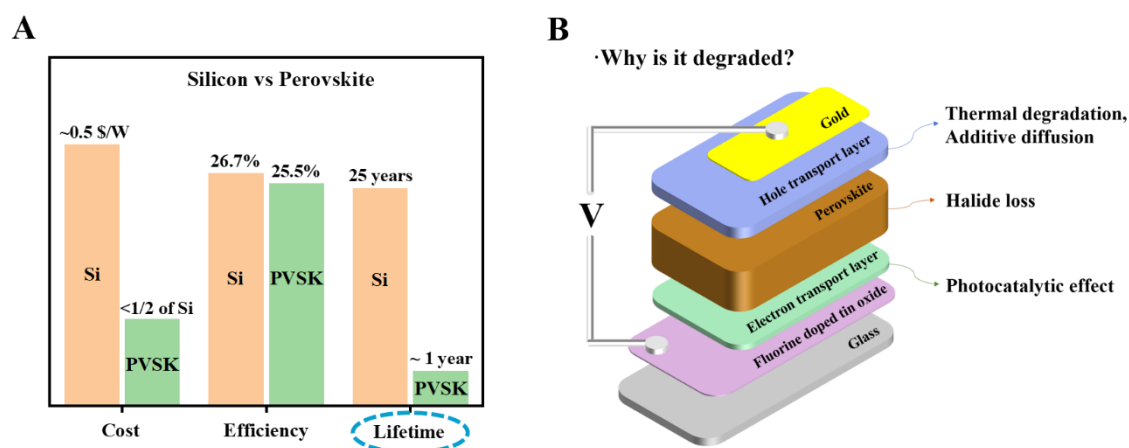 A
Silicon vs Perovskite
~0.5 $/W
26.7%
25.5%
25 years
Si
<1/2 of Si
PVSK
Si
PVSK
Si
~ 1 year
PVSK
Cost
Efficiency
Lifetime
B
·Why is it degraded?
V
Gold
Hole transport layer
Perovskite
Electron transport layer
Fluorine doped tin oxide
Glass
Thermal degradation,
Additive diffusion
Halide loss
Photocatalytic effect